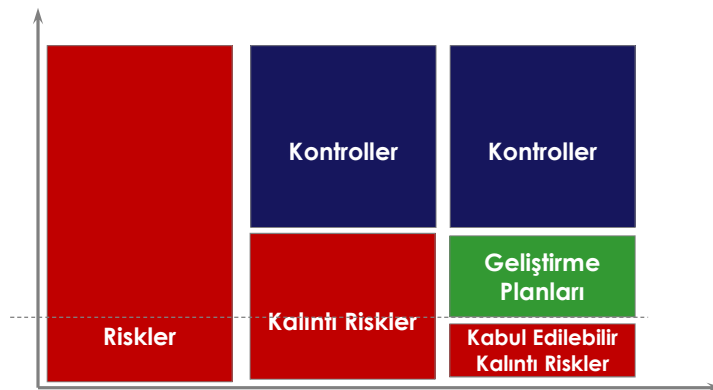 Riskler
Kontroller
Kalıntı Riskler
Kontroller
Geliştirme
Planları
Kabul Edilebilir
Kalıntı Riskler